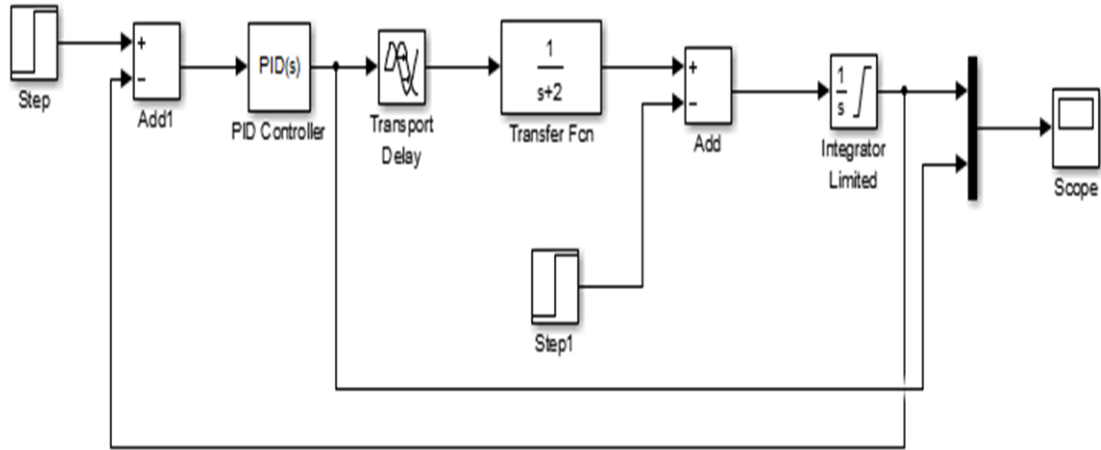 Step
+
−
Add1
PID(s)
PID Controller
Transport
Delay
1
s+2
Transfer Fcn
+
−
Add
1
s
Integrator
Limited
Scope
Step1